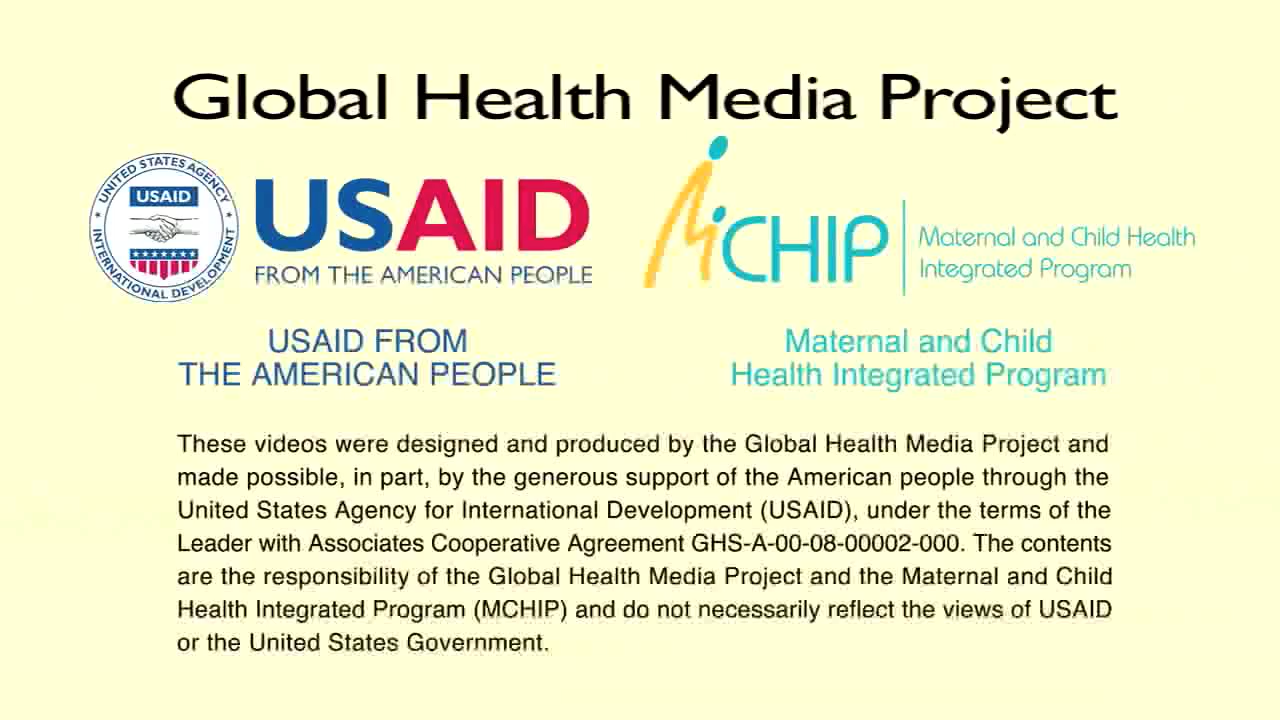 Global Health Media Project
UNITED STATES AGENCY
USAID
INTERNATIONAL DEVELOPMENT
USAID
FROM THE AMERICAN PEOPLE
MCHIP
Maternal and Child Health
Integrated Program
USAID FROM
THE AMERICAN PEOPLE
Maternal and Child
Health Integrated Program
These videos were designed and produced by the Global Health Media Project and
made possible, in part, by the generous support of the American people through the
United States Agency for International Development (USAID), under the terms of the
Leader with Associates Cooperative Agreement GHS-A-00-08-00002-000. The contents
are the responsibility of the Global Health Media Project and the Maternal and Child
Health Integrated Program (MCHIP) and do not necessarily reflect the views of USAID
or the United States Government.